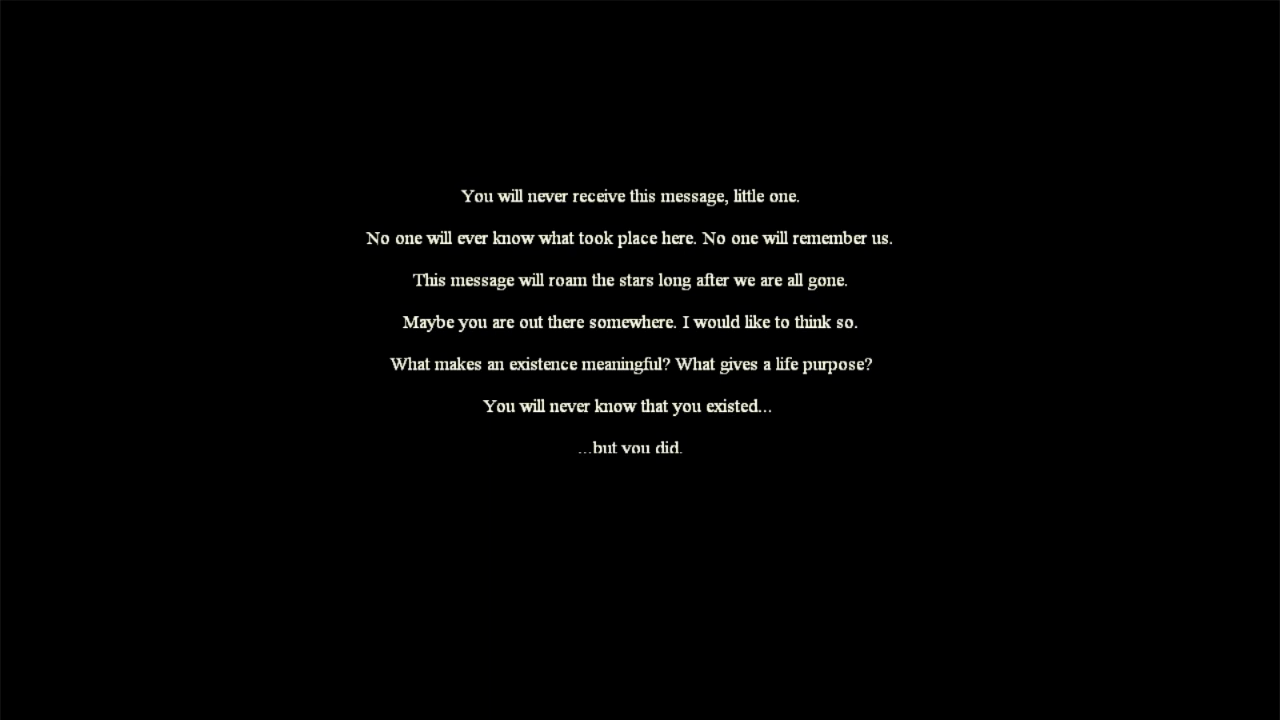 You will never receive this message, little one.
No one will ever know what took place here. No one will remember us.
This message will roam the stars long after we are all gone.
Maybe you are out there somewhere. I would like to think so.
What makes an existence meaningful? What gives a life purpose?
You will never know that you existed...
...but you did.